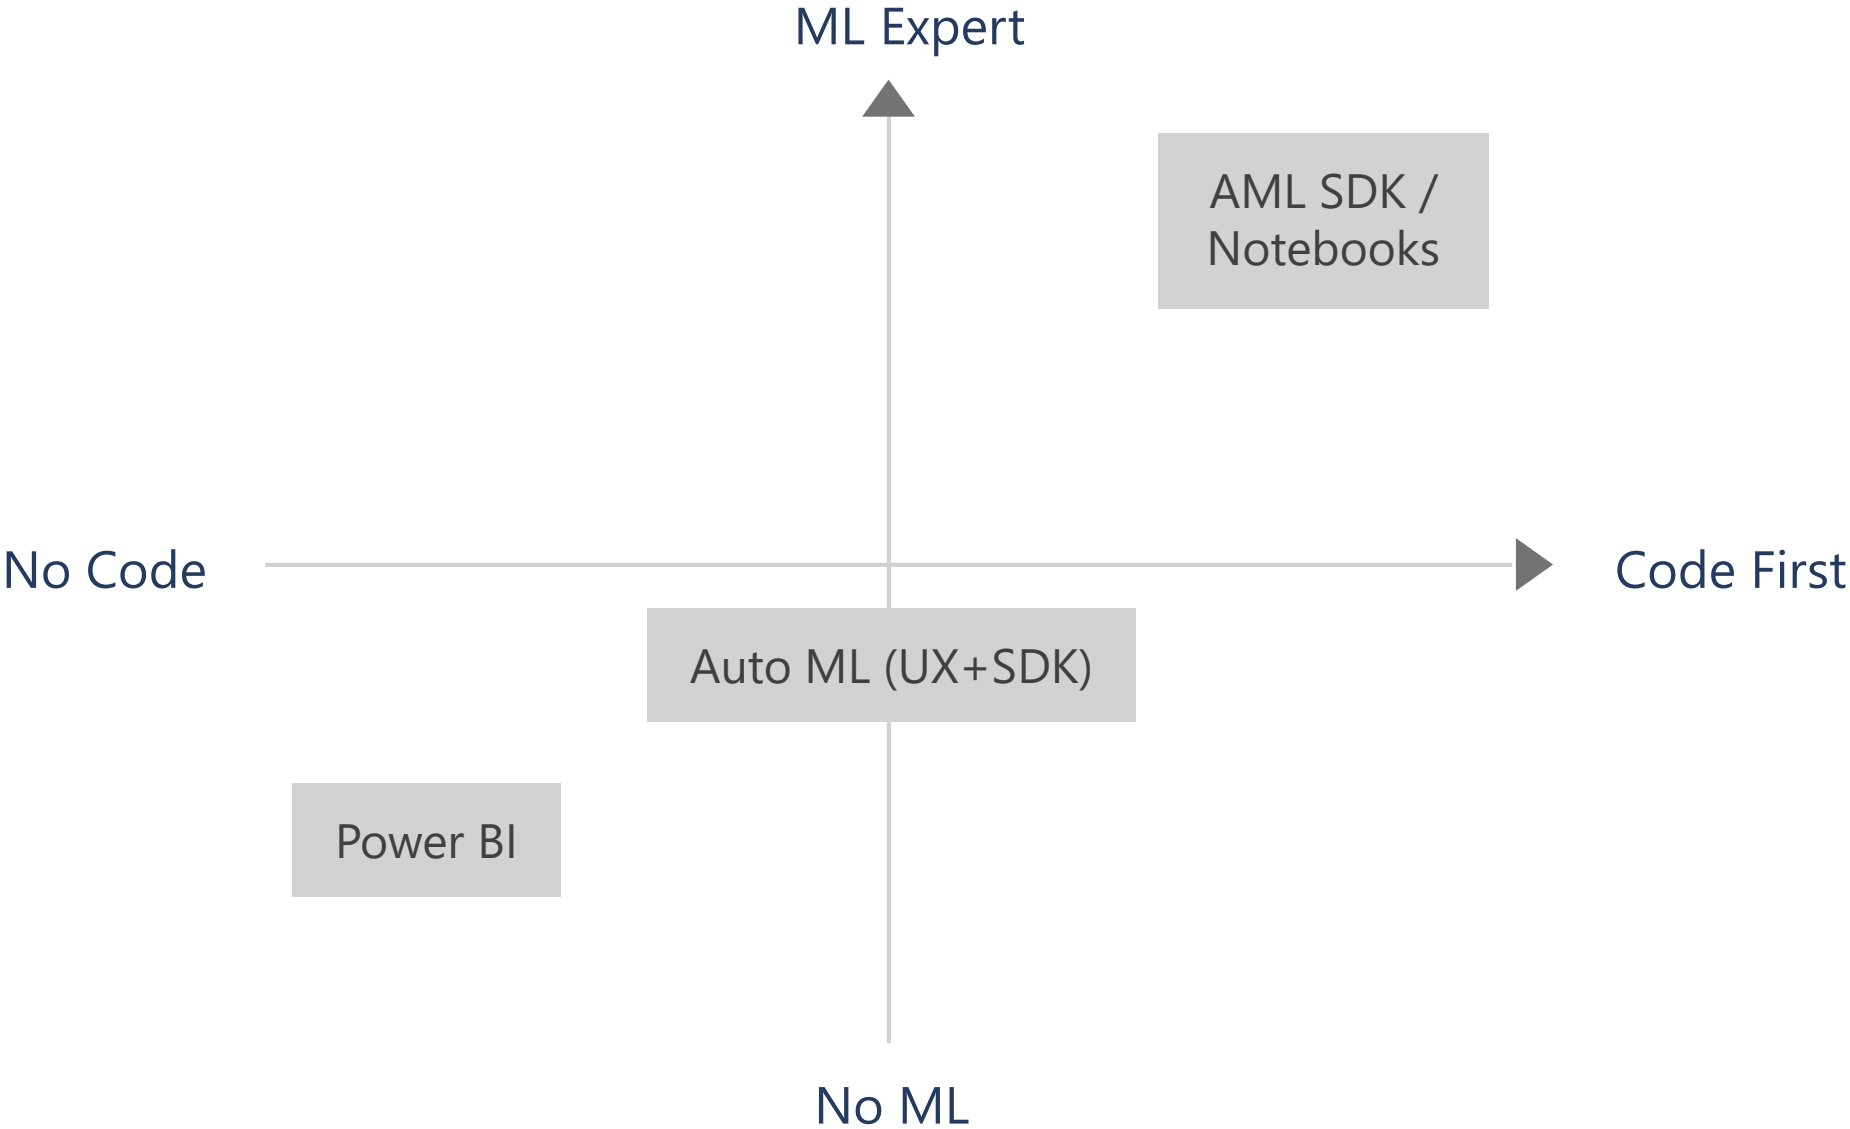 ML Expert
AML SDK /
Notebooks
No Code
Code First
Auto ML (UX+SDK)
Power BI
No ML